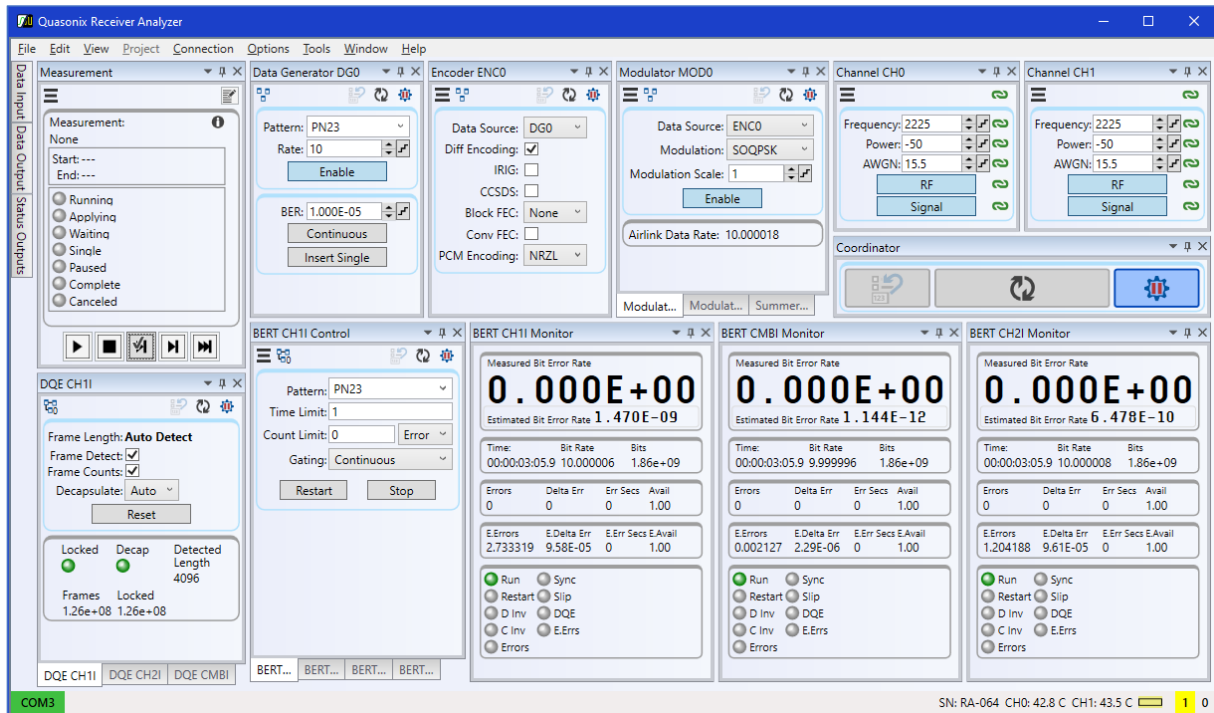 Quasonix Receiver Analyzer
File Edit View Project Connection Options Tools Window Help
Data Input Data Output Status Outputs
Measurement
Measurement:
None
Start: ---
End: ---
Running
Applying
Waiting
Single
Paused
Complete
Canceled
DQE CH1I
Frame Length: Auto Detect
Frame Detect:
Frame Counts:
Decapsulate: Auto
Reset
Locked Decap Detected
Length
4096
Frames Locked
1.26e+08 1.26e+08
DQE CH1I DQE CH2I DQE CMBI
Data Generator DG0
Pattern: PN23
Rate: 10
Enable
BER: 1.000E-05
Continuous
Insert Single
Encoder ENC0
Data Source: DG0
Diff Encoding:
IRIG:
CCSDS:
Block FEC: None
Conv FEC:
PCM Encoding: NRZL
Modulator MOD0
Data Source: ENC0
Modulation: SOQPSK
Modulation Scale: 1
Enable
Airlink Data Rate: 10.000018
Modulat... Modulat... Summer...
Channel CH0
Frequency: 2225
Power: -50
AWGN: 15.5
RF
Signal
Channel CH1
Frequency: 2225
Power: -50
AWGN: 15.5
RF
Signal
Coordinator
BERT CH1I Control
Pattern: PN23
Time Limit: 1
Count Limit: 0 Error
Gating: Continuous
Restart Stop
BERT... BERT... BERT... BERT...
BERT CH1I Monitor
Measured Bit Error Rate
0.000E+00
Estimated Bit Error Rate 1.470E-09
Time: Bit Rate Bits
00:00:03:05.9 10.000006 1.86e+09
Errors Delta Err Err Secs Avail
0 0 0 1.00
E.Errors E.Delta Err E.Err Secs E.Avail
2.733319 9.58E-05 0 1.00
Run Sync
Restart Slip
D Inv DQE
C Inv E.Errs
Errors
BERT CMBI Monitor
Measured Bit Error Rate
0.000E+00
Estimated Bit Error Rate 1.144E-12
Time: Bit Rate Bits
00:00:03:05.9 9.999996 1.86e+09
Errors Delta Err Err Secs Avail
0 0 0 1.00
E.Errors E.Delta Err E.Err Secs E.Avail
0.002127 2.29E-06 0 1.00
Run Sync
Restart Slip
D Inv DQE
C Inv E.Errs
Errors
BERT CH2I Monitor
Measured Bit Error Rate
0.000E+00
Estimated Bit Error Rate 6.478E-10
Time: Bit Rate Bits
00:00:03:05.9 10.000008 1.86e+09
Errors Delta Err Err Secs Avail
0 0 0 1.00
E.Errors E.Delta Err E.Err Secs E.Avail
1.204188 9.61E-05 0 1.00
Run Sync
Restart Slip
D Inv DQE
C Inv E.Errs
Errors
COM3
SN: RA-064 CH0: 42.8 C CH1: 43.5 C 1 0